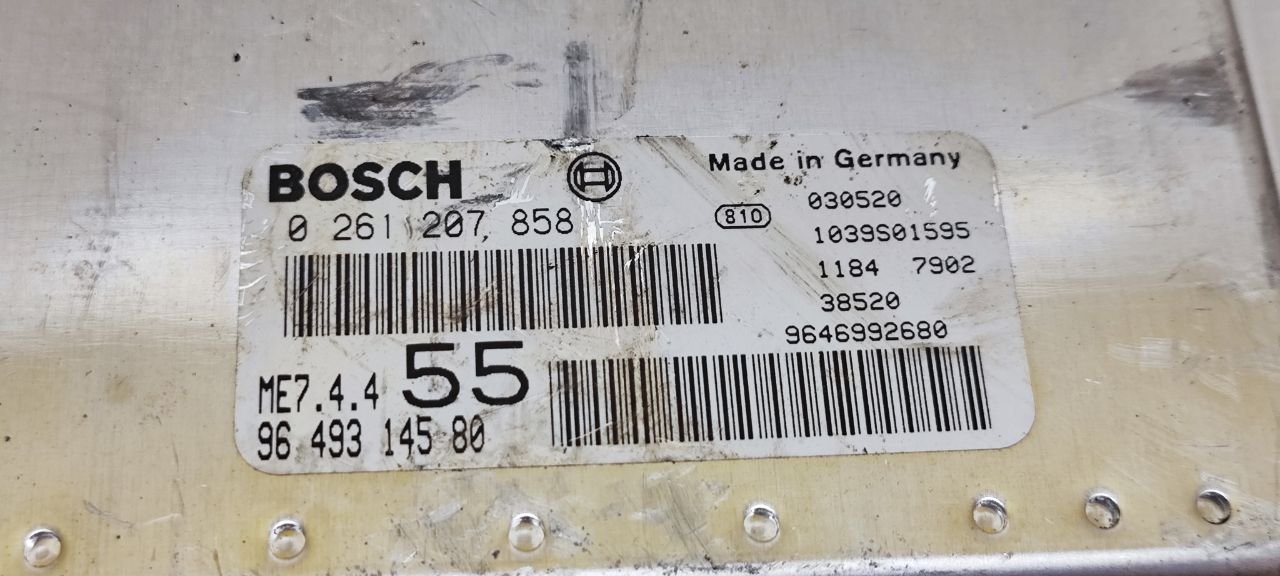 BOSCH
Made in Germany
0 261 207 858
810
030520
1039S01595
1184 7902
38520
9646992680
ME7.4.4 55
96 493 145 80